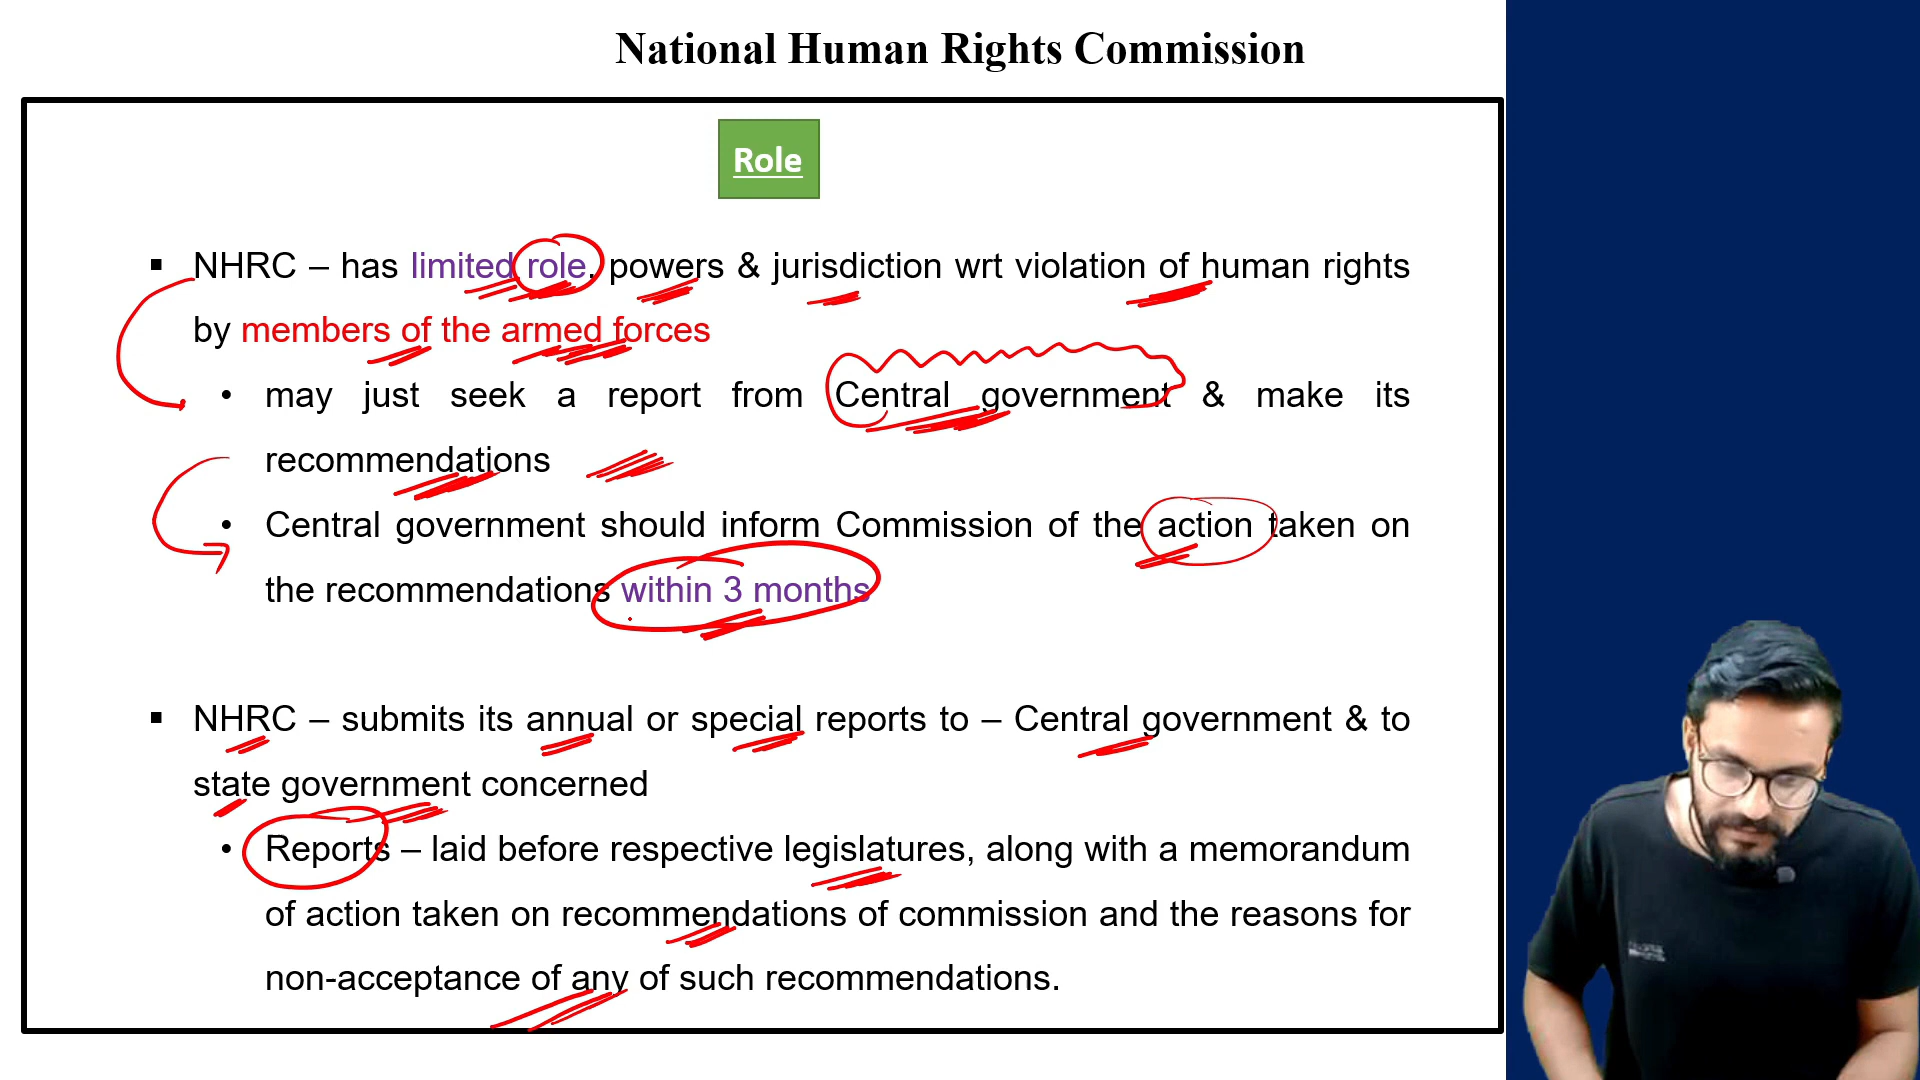 National Human Rights Commission
Role
▪ NHRC – has limited role, powers & jurisdiction wrt violation of human rights
by members of the armed forces
• may just seek a report from Central government & make its
recommendations
• Central government should inform Commission of the action taken on
the recommendations within 3 months
▪ NHRC – submits its annual or special reports to – Central government & to
state government concerned
• Reports – laid before respective legislatures, along with a memorandum
of action taken on recommendations of commission and the reasons for
non-acceptance of any of such recommendations.